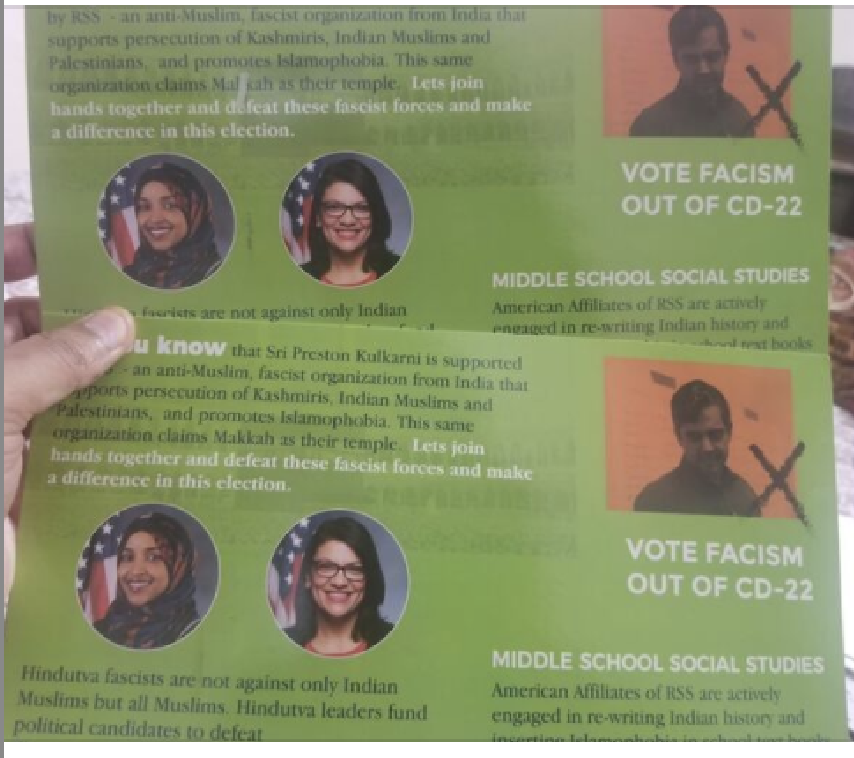 by RSS - an anti-Muslim, fascist organization from India that
supports persecution of Kashmiris, Indian Muslims and
Palestinians, and promotes Islamophobia. This same
organization claims Makkah as their temple. Lets join
hands together and defeat these fascist forces and make
a difference in this election.
VOTE FACISM
OUT OF CD-22
MIDDLE SCHOOL SOCIAL STUDIES
American Affiliates of RSS are actively
engaged in re-writing Indian history and
school text books
fascists are not against only Indian
u know that Sri Preston Kulkarni is supported
- an anti-Muslim, fascist organization from India that
supports persecution of Kashmiris, Indian Muslims and
Palestinians, and promotes Islamophobia. This same
organization claims Makkah as their temple. Lets join
hands together and defeat these fascist forces and make
a difference in this election.
VOTE FACISM
OUT OF CD-22
Hindutva fascists are not against only Indian
Muslims but all Muslims. Hindutva leaders fund
political candidates to defeat
MIDDLE SCHOOL SOCIAL STUDIES
American Affiliates of RSS are actively
engaged in re-writing Indian history and
inserting Islamophobia in school text books